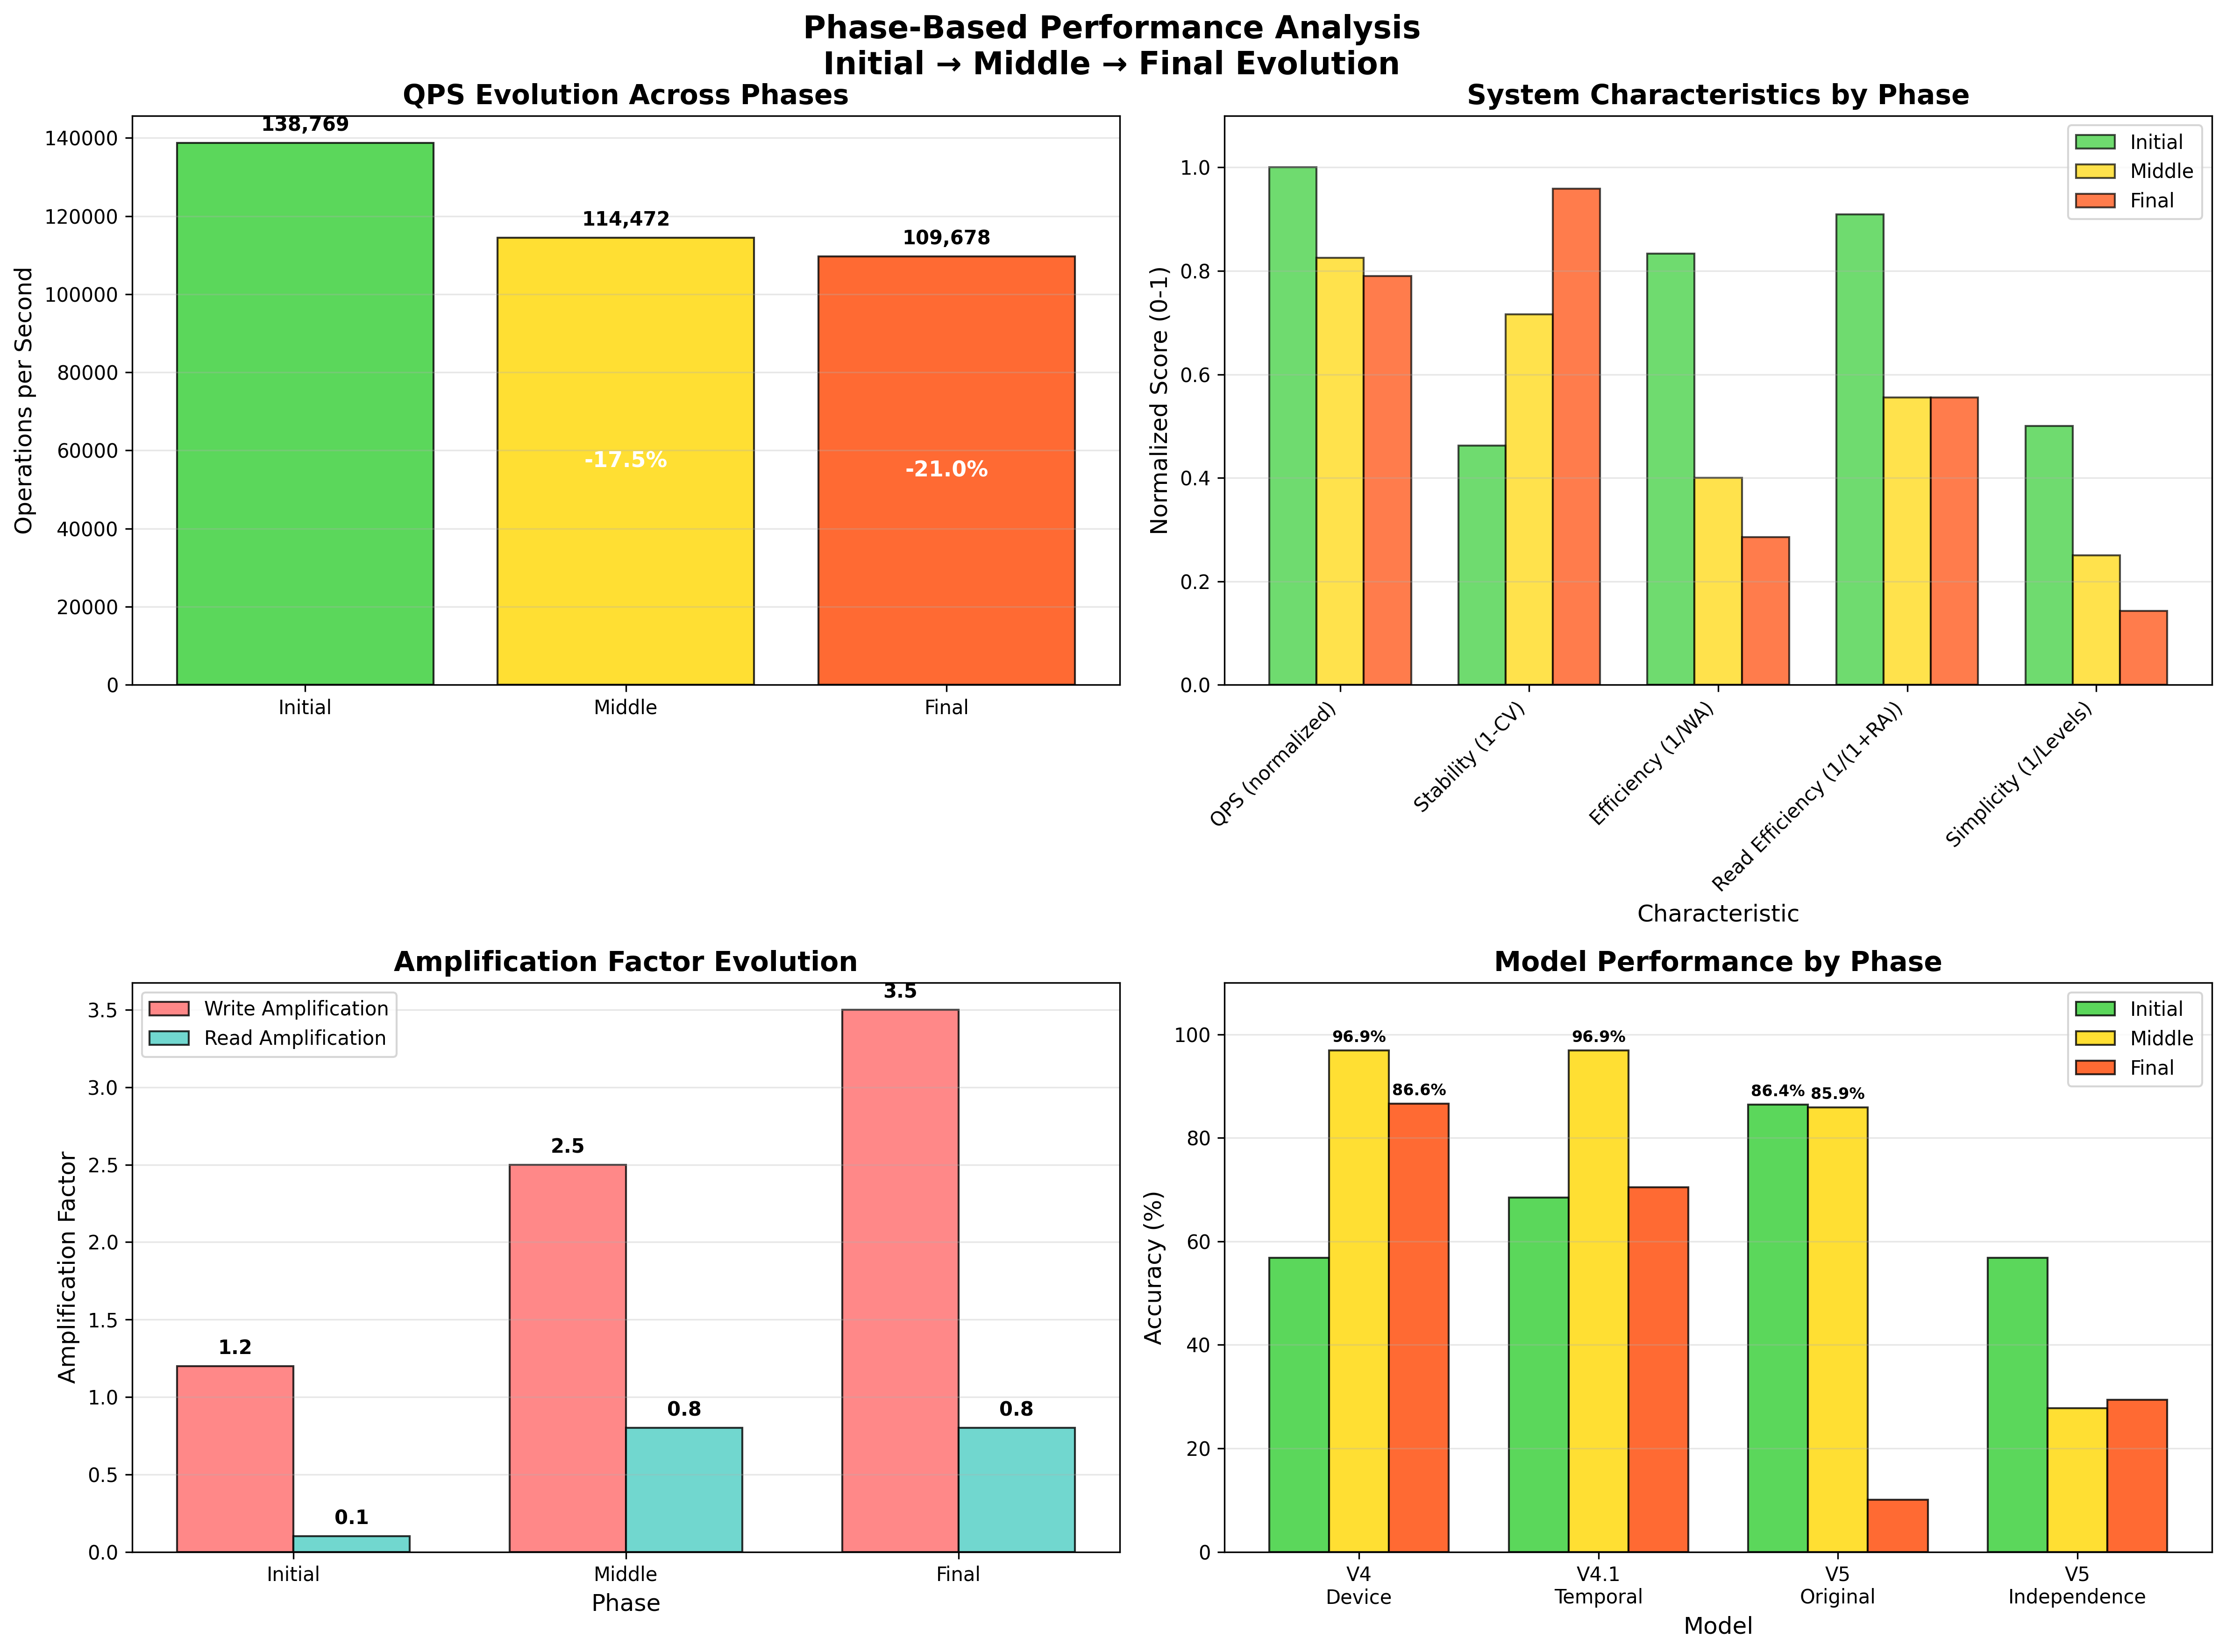 Phase-Based Performance Analysis
Initial → Middle → Final Evolution
QPS Evolution Across Phases
Operations per Second
140000
120000
100000
80000
60000
40000
20000
0
138,769
114,472
109,678
-17.5%
-21.0%
Initial
Middle
Final
System Characteristics by Phase
Normalized Score (0-1)
1.0
0.8
0.6
0.4
0.2
0.0
Initial
Middle
Final
QPS (normalized)
Stability (1-CV)
Efficiency (1/WA)
Read Efficiency (1/(1+RA))
Simplicity (1/Levels)
Characteristic
Amplification Factor Evolution
Amplification Factor
3.5
3.0
2.5
2.0
1.5
1.0
0.5
0.0
Write Amplification
Read Amplification
1.2
0.1
2.5
0.8
3.5
0.8
Initial
Middle
Final
Phase
Model Performance by Phase
Accuracy (%)
100
80
60
40
20
0
Initial
Middle
Final
96.9%
86.6%
96.9%
86.4%
85.9%
V4
Device
V4.1
Temporal
V5
Original
V5
Independence
Model